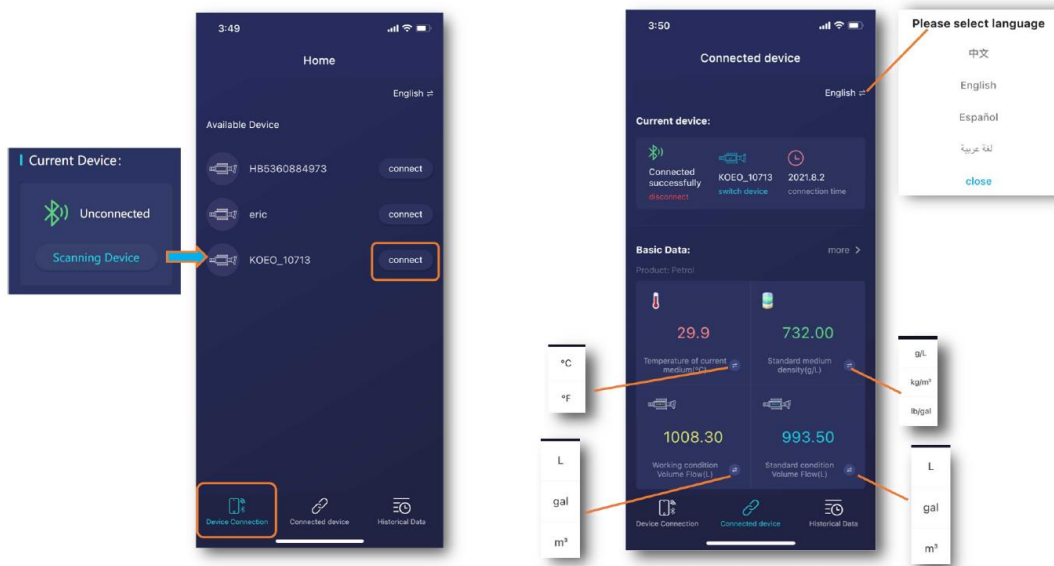 Current Device:
Unconnected
Scanning Device
3:49
Home
English ⇌
Available Device
HB5360884973
connect
eric
connect
KOEO_10713
connect
Device Connection
Connected device
Historical Data
3:50
Connected device
English ⇌
Current device:
Connected
successfully
disconnect
KOEO_10713
switch device
2021.8.2
connection time
Basic Data:
more >
Product: Petrol
29.9
Temperature of current
medium(°C)
732.00
Standard medium
density(g/L)
1008.30
Working condition
Volume Flow(L)
993.50
Standard condition
Volume Flow(L)
Device Connection
Connected device
Historical Data
Please select language
中文
English
Español
لغة عربية
close
°C
°F
L
gal
m³
g/L
kg/m³
lb/gal
L
gal
m³